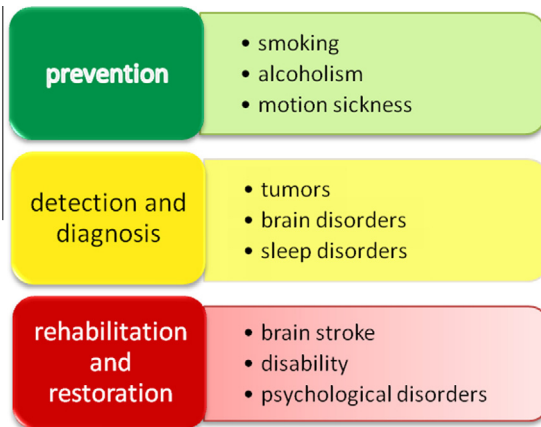 prevention
• smoking
• alcoholism
• motion sickness
detection and
diagnosis
• tumors
• brain disorders
• sleep disorders
rehabilitation
and
restoration
• brain stroke
• disability
• psychological disorders